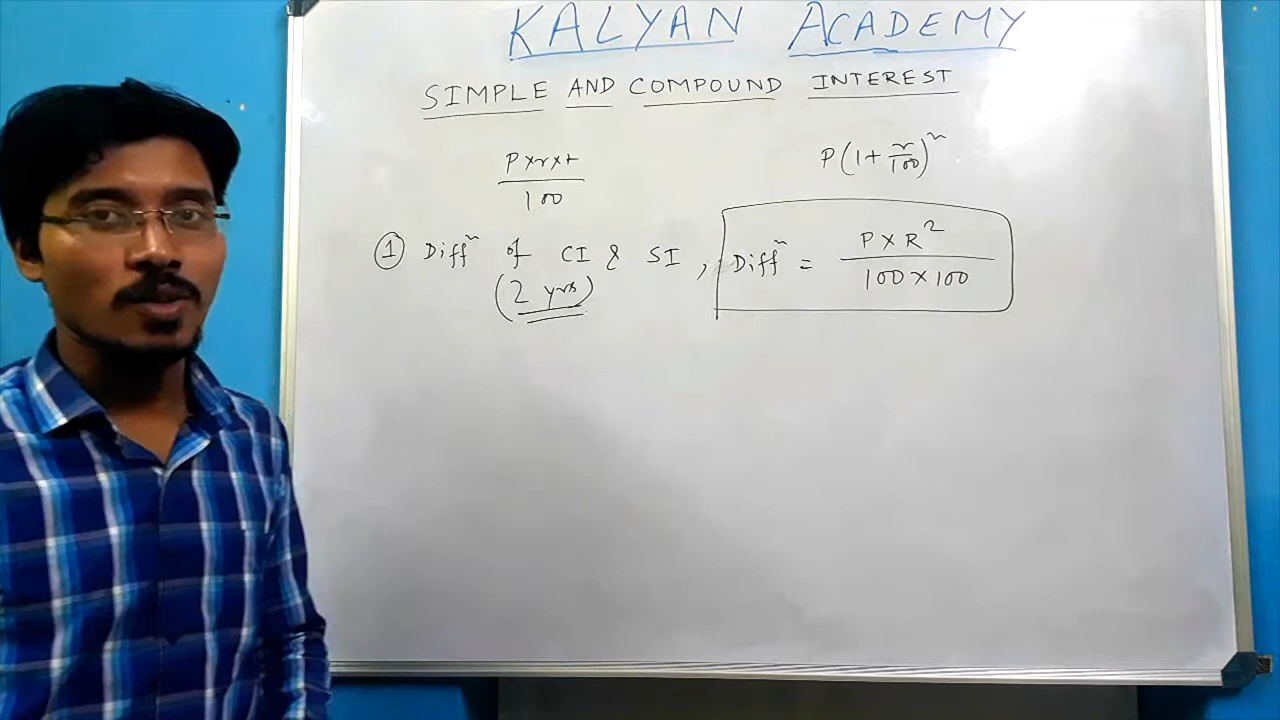 KALYAN ACADEMY
SIMPLE AND COMPOUND INTEREST
P×r×t/100 P(1+r/100)^n
① Diffⁿ of CI & SI, Diffⁿ = P×R²/100×100
(2 yrs)